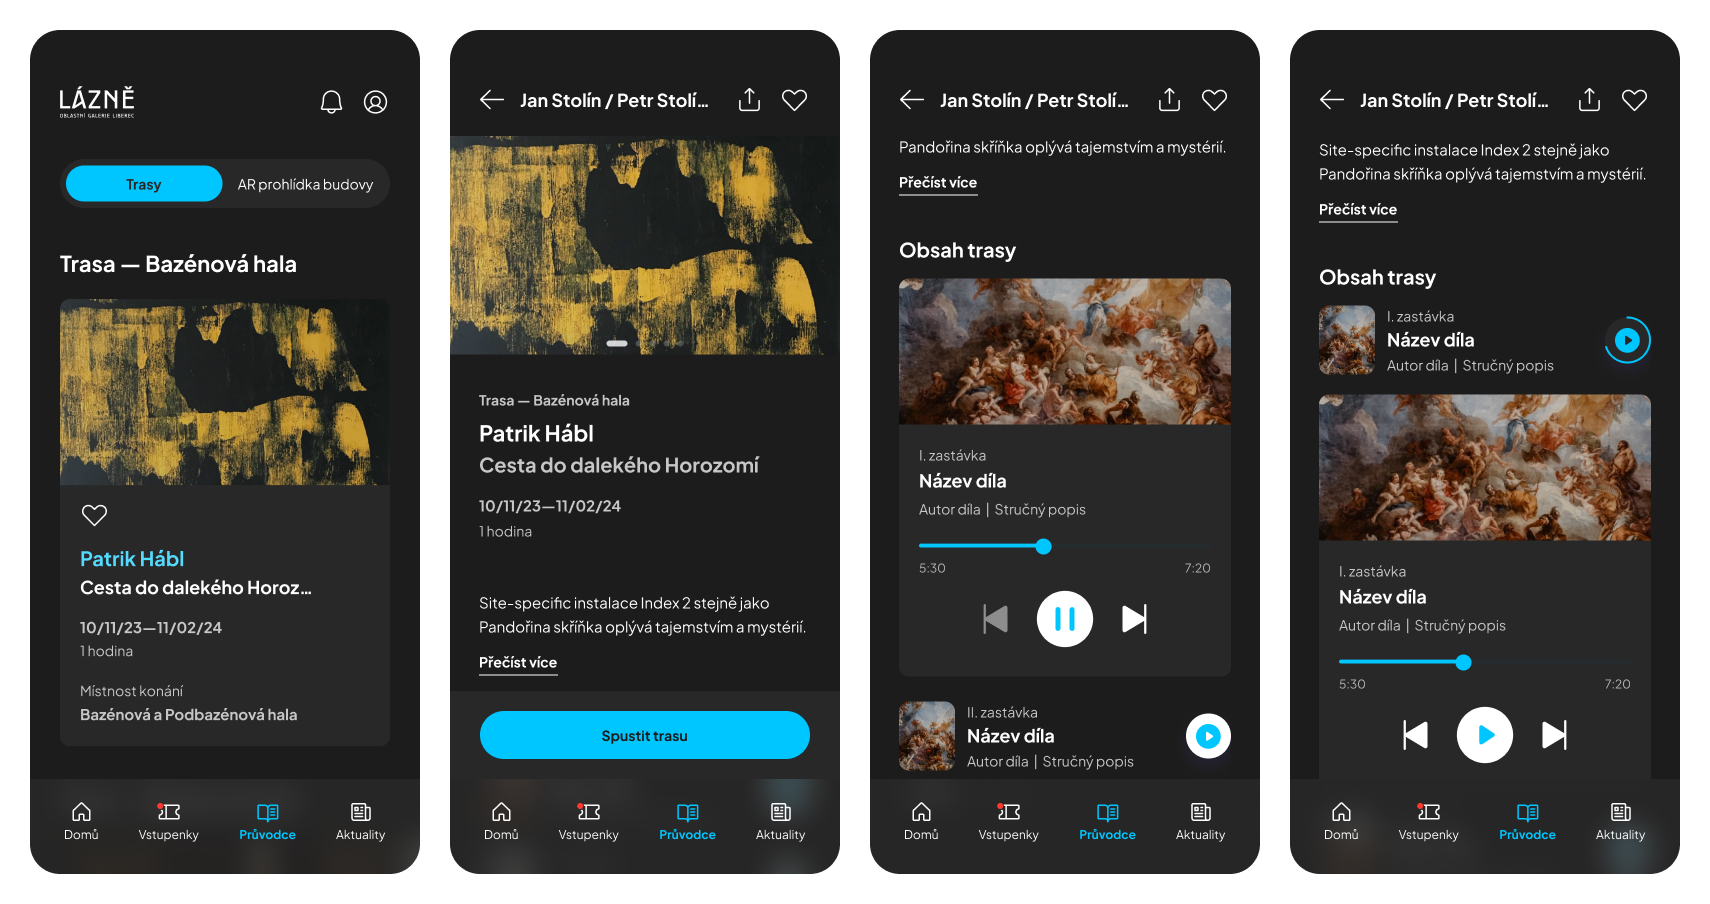 LÁZNĚ
OBLASTNÍ GALERIE LIBEREC
Trasy
AR prohlídka budovy
Trasa — Bazénová hala
Patrik Hábl
Cesta do dalekého Horoz...
10/11/23—11/02/24
1 hodina
Místnost konání
Bazénová a Podbazénová hala
Domů
Vstupenky
Průvodce
Aktuality
Jan Stolín / Petr Stolí...
Trasa — Bazénová hala
Patrik Hábl
Cesta do dalekého Horozomí
10/11/23—11/02/24
1 hodina
Site-specific instalace Index 2 stejně jako
Pandořina skříňka oplývá tajemstvím a mystérií.
Přečíst více
Spustit trasu
Domů
Vstupenky
Průvodce
Aktuality
Jan Stolín / Petr Stolí...
Pandořina skříňka oplývá tajemstvím a mystérií.
Přečíst více
Obsah trasy
I. zastávka
Název díla
Autor díla | Stručný popis
5:30
7:20
II. zastávka
Název díla
Autor díla | Stručný popis
Domů
Vstupenky
Průvodce
Aktuality
Jan Stolín / Petr Stolí...
Site-specific instalace Index 2 stejně jako
Pandořina skříňka oplývá tajemstvím a mystérií.
Přečíst více
Obsah trasy
I. zastávka
Název díla
Autor díla | Stručný popis
I. zastávka
Název díla
Autor díla | Stručný popis
5:30
7:20
Domů
Vstupenky
Průvodce
Aktuality